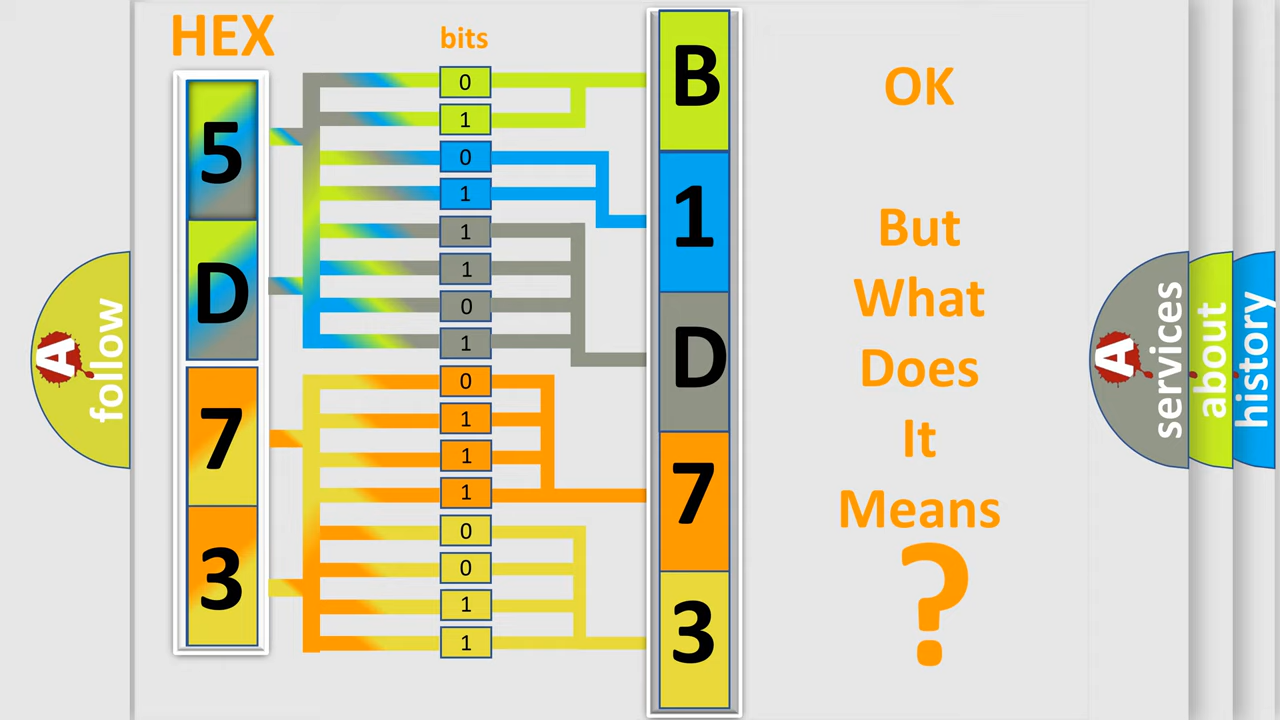 HEX
bits
5
D
7
3
0
1
0
1
1
1
0
1
0
1
1
1
0
0
1
1
B
1
D
7
3
OK
But
What
Does
It
Means
?
A
follow
A
services
about
history